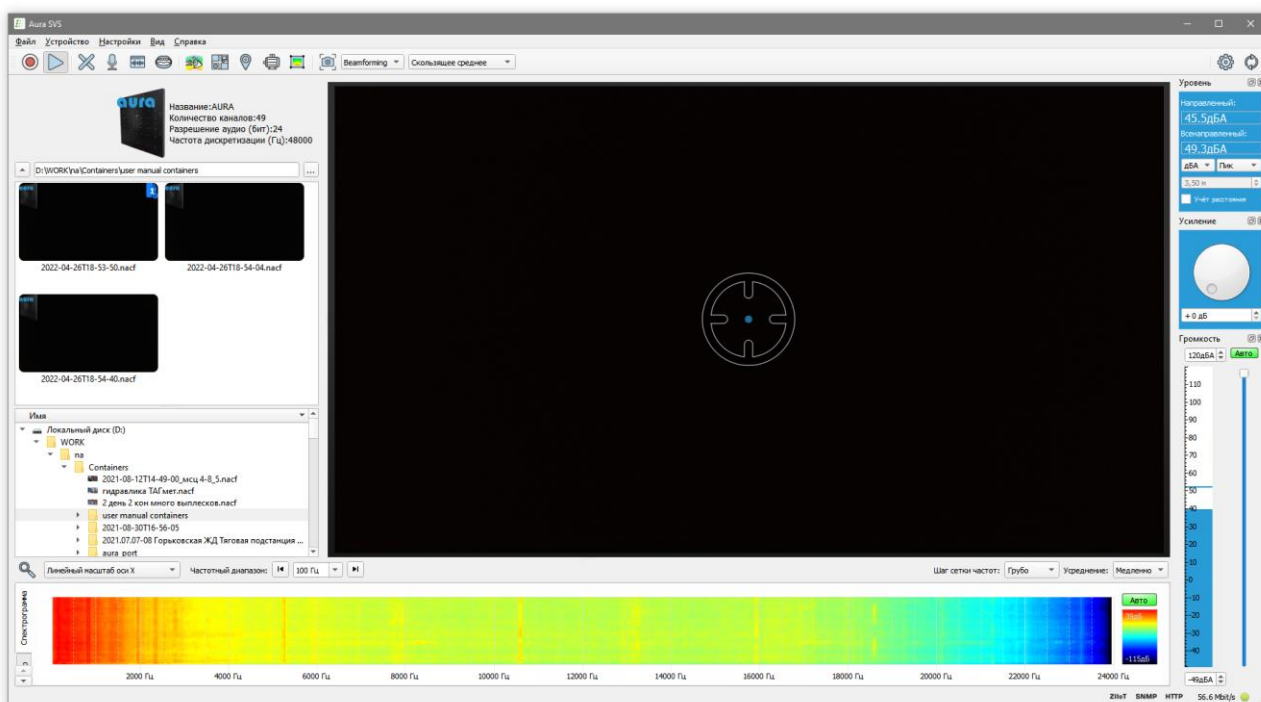 Aura SVS
Файл Устройство Настройки Вид Справка
Beamforming Скользящее среднее
aura
Название:AURA
Количество каналов:49
Разрешение аудио (бит):24
Частота дискретизации (Гц):48000
D:\WORK\na\Containers\user manual containers
...
2022-04-26T18-53-50.nacf
2022-04-26T18-54-04.nacf
2022-04-26T18-54-40.nacf
Имя
Локальный диск (D:)
WORK
na
Containers
2021-08-12T14-49-00_мсц 4-8_5.nacf
гидравлика ТАГмет.nacf
2 день 2 кон много выплесков.nacf
user manual containers
2021-08-30T16-56-05
2021.07.07-08 Горьковская ЖД Тяговая подстанция ...
aura_port
Уровень
Направленный:
45.5дБА
Всенаправленный:
49.3дБА
дБА Пик
3,50 м
Учёт расстояния
Усиление
+ 0 дБ
Громкость
120дБА Авто
110
100
90
80
70
60
50
40
30
20
10
0
-10
-20
-30
-40
-49дБА
Линейный масштаб оси X Частотный диапазон: 100 Гц Шаг сетки частот: Грубо Усреднение: Медленно
Спектрограмма
Авто
-115дБ
2000 Гц 4000 Гц 6000 Гц 8000 Гц 10000 Гц 12000 Гц 14000 Гц 16000 Гц 18000 Гц 20000 Гц 22000 Гц 24000 Гц
ZIIoT SNMP HTTP 56.6 Mbit/s